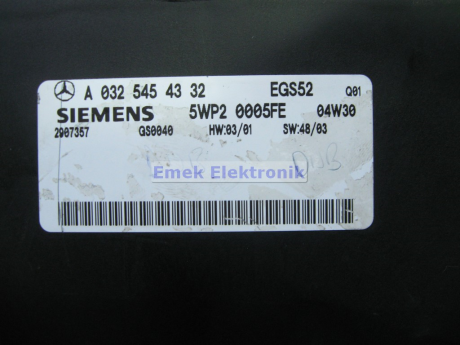 A 032 545 43 32 EGS52 Q01
SIEMENS 5WP2 0005FE 04W30
2907357 GS0040 HW:03/01 SW:48/03
Emek Elektronik